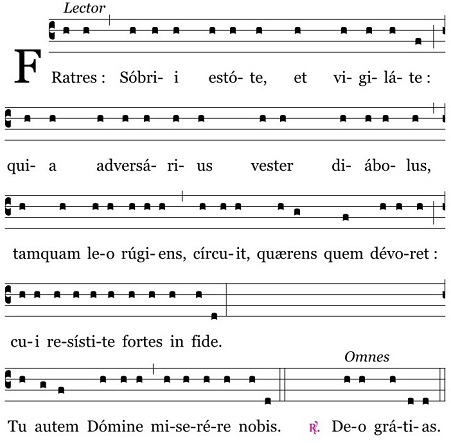 Lector
FRatres : Sóbri- i estó- te, et vi- gi- lá- te :
qui- a adversá- ri- us vester di- ábo- lus,
tamquam le- o rúgi- ens, círcu- it, quærens quem dévo- ret :
cu- i re- sísti- te fortes in fide.
Omnes
Tu autem Dómine mi- se- ré- re nobis. ℟. De- o grá- ti- as.